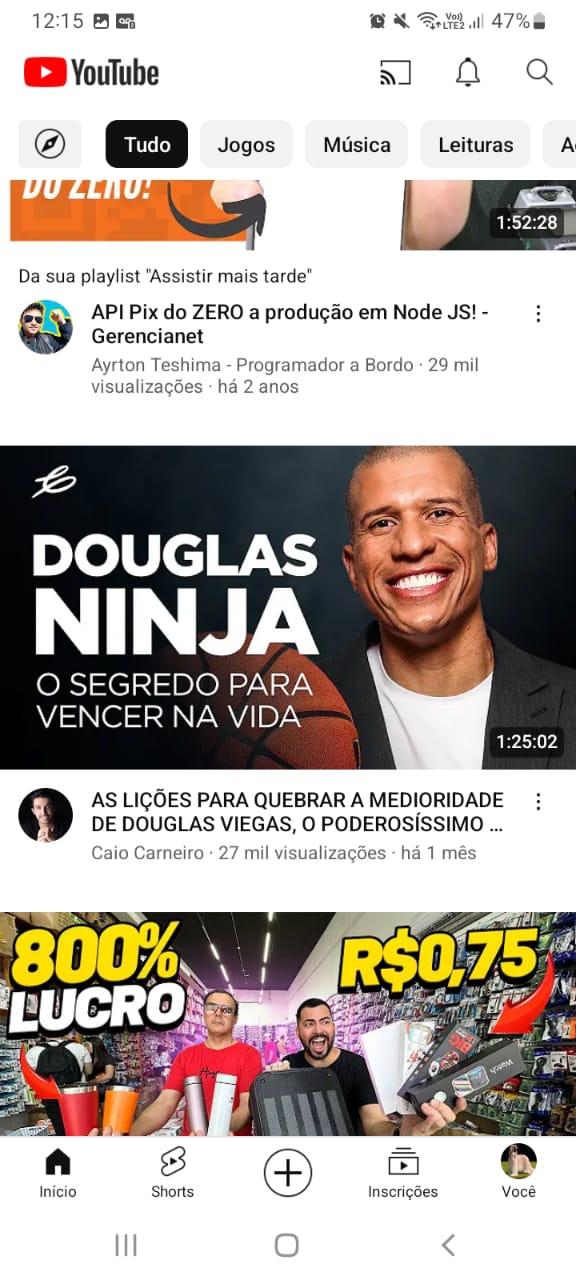 12:15
Vo))
LTE2
47%
YouTube
Tudo
Jogos
Música
Leituras
A
DO ZERO!
1:52:28
Da sua playlist "Assistir mais tarde"
API Pix do ZERO a produção em Node JS! -
Gerencianet
Ayrton Teshima - Programador a Bordo · 29 mil
visualizações · há 2 anos
DOUGLAS
NINJA
O SEGREDO PARA
VENCER NA VIDA
1:25:02
AS LIÇÕES PARA QUEBRAR A MEDIORIDADE
DE DOUGLAS VIEGAS, O PODEROSÍSSIMO ...
Caio Carneiro · 27 mil visualizações · há 1 mês
800%
LUCRO
R$0,75
Watch
Início
Shorts
Inscrições
Você